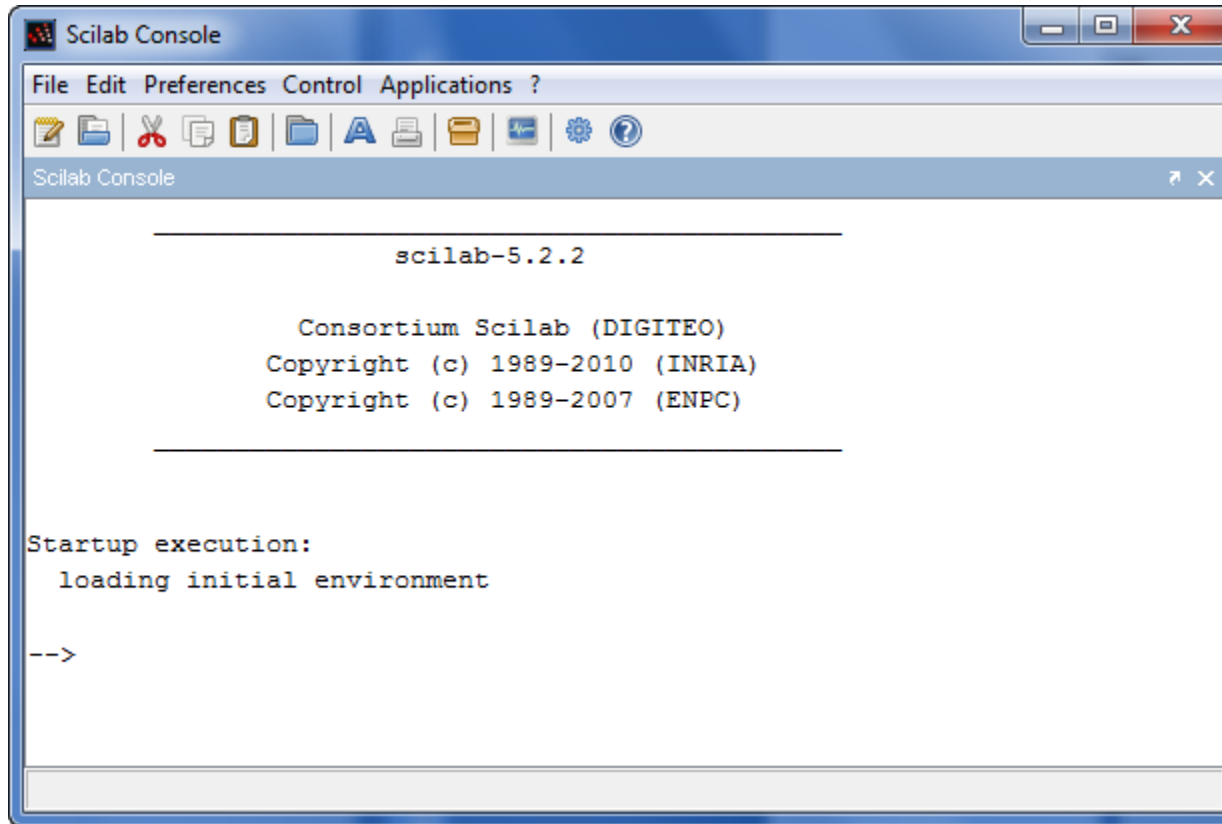 Scilab Console
File Edit Preferences Control Applications ?
Scilab Console
scilab-5.2.2
Consortium Scilab (DIGITEO)
Copyright (c) 1989-2010 (INRIA)
Copyright (c) 1989-2007 (ENPC)
Startup execution:
loading initial environment
-->